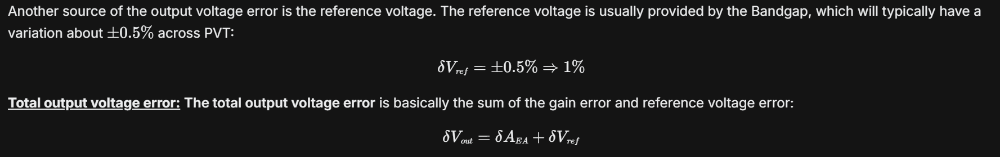 Another source of the output voltage error is the reference voltage. The reference voltage is usually provided by the Bandgap, which will typically have a
variation about ±0.5% across PVT:
δV_ref = ±0.5% ⇒ 1%
Total output voltage error: The total output voltage error is basically the sum of the gain error and reference voltage error:
δV_out = δA_EA + δV_ref